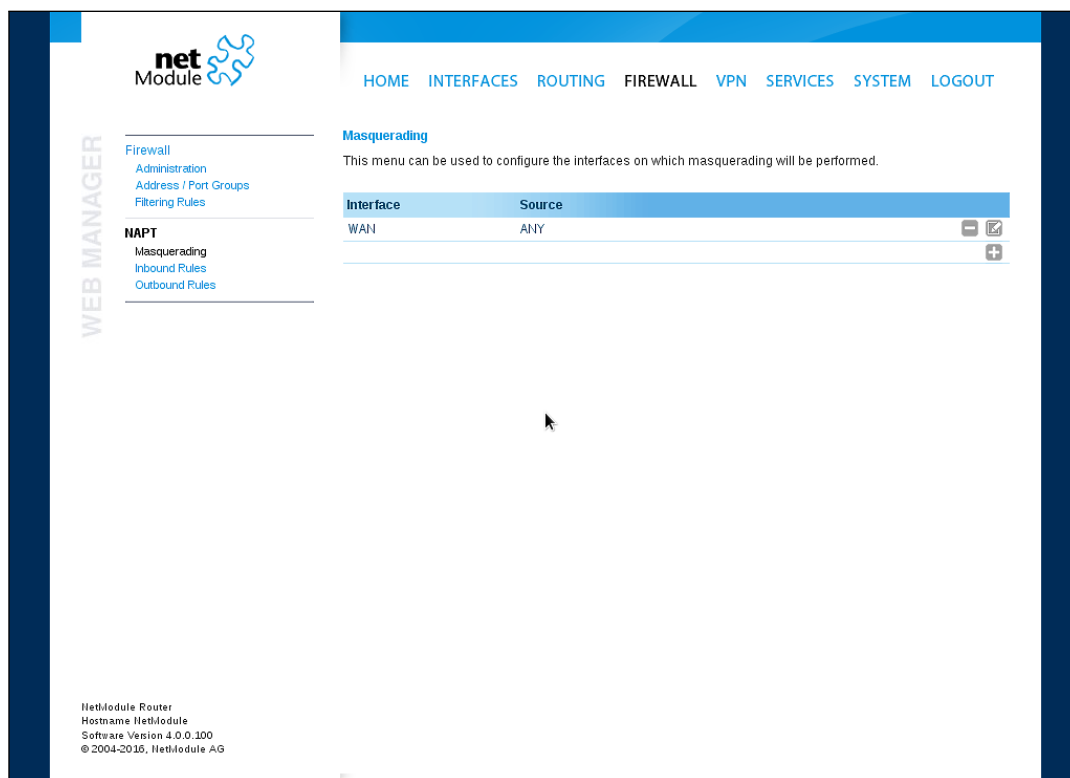 net
Module
HOME INTERFACES ROUTING FIREWALL VPN SERVICES SYSTEM LOGOUT
WEB MANAGER
Firewall
Administration
Address / Port Groups
Filtering Rules
NAPT
Masquerading
Inbound Rules
Outbound Rules
Masquerading
This menu can be used to configure the interfaces on which masquerading will be performed.
Interface Source
WAN ANY
NetModule Router
Hostname NetModule
Software Version 4.0.0.100
© 2004-2016, NetModule AG